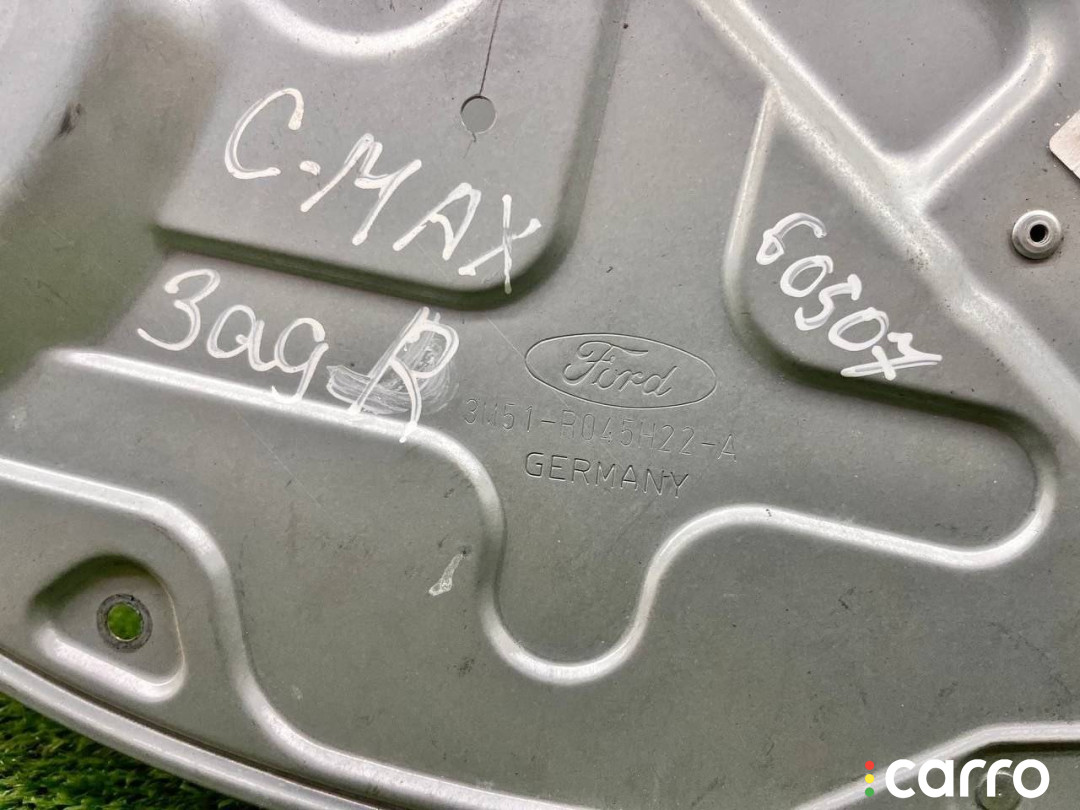 C-MAX
Зад R
60507
Ford
3M51-R045H22-A
GERMANY
carro